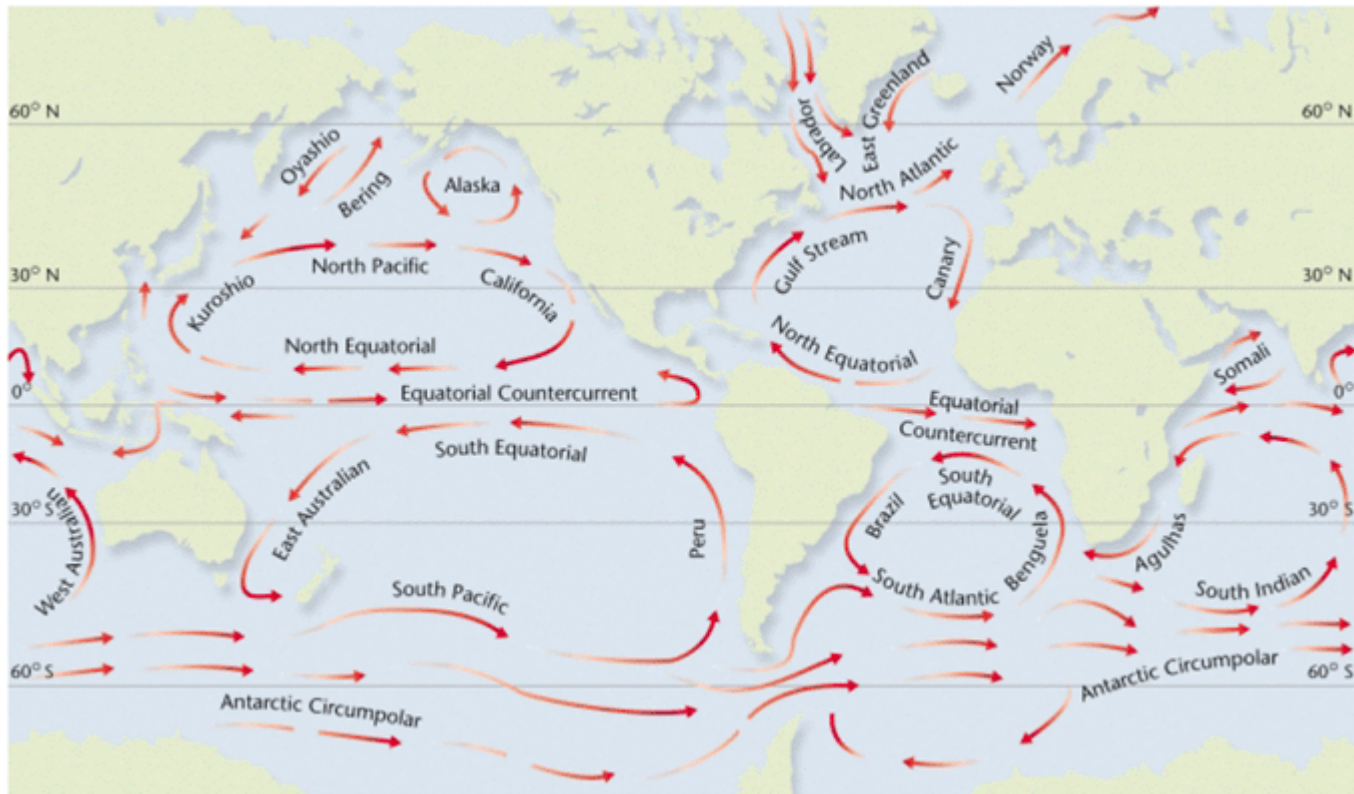 Norway
East Greenland
Labrador
60° N
60° N
Oyashio
Bering
Alaska
North Atlantic
Gulf Stream
Canary
North Pacific
30° N
30° N
Kuroshio
California
North Equatorial
North Equatorial
Somali
0°
0°
Equatorial Countercurrent
Equatorial
Countercurrent
South Equatorial
South
Equatorial
East Australian
West Australian
30° S
30° S
Peru
Brazil
Benguela
Agulhas
South Pacific
South Atlantic
South Indian
60° S
60° S
Antarctic Circumpolar
Antarctic Circumpolar